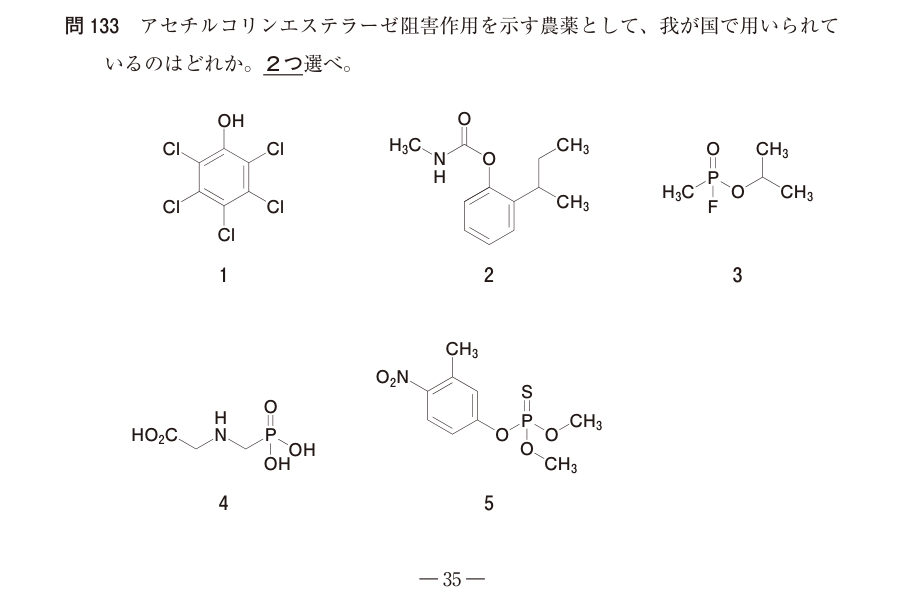 問 133　アセチルコリンエステラーゼ阻害作用を示す農薬として、我が国で用いられて
いるのはどれか。２つ選べ。
OH
Cl
Cl
Cl
Cl
Cl
1
O
H₃C
N
H
O
CH₃
CH₃
2
O
CH₃
H₃C
P
O
CH₃
F
3
H
O
HO₂C
N
P
OH
OH
4
CH₃
O₂N
S
O
P
O
CH₃
O
CH₃
5
— 35 —